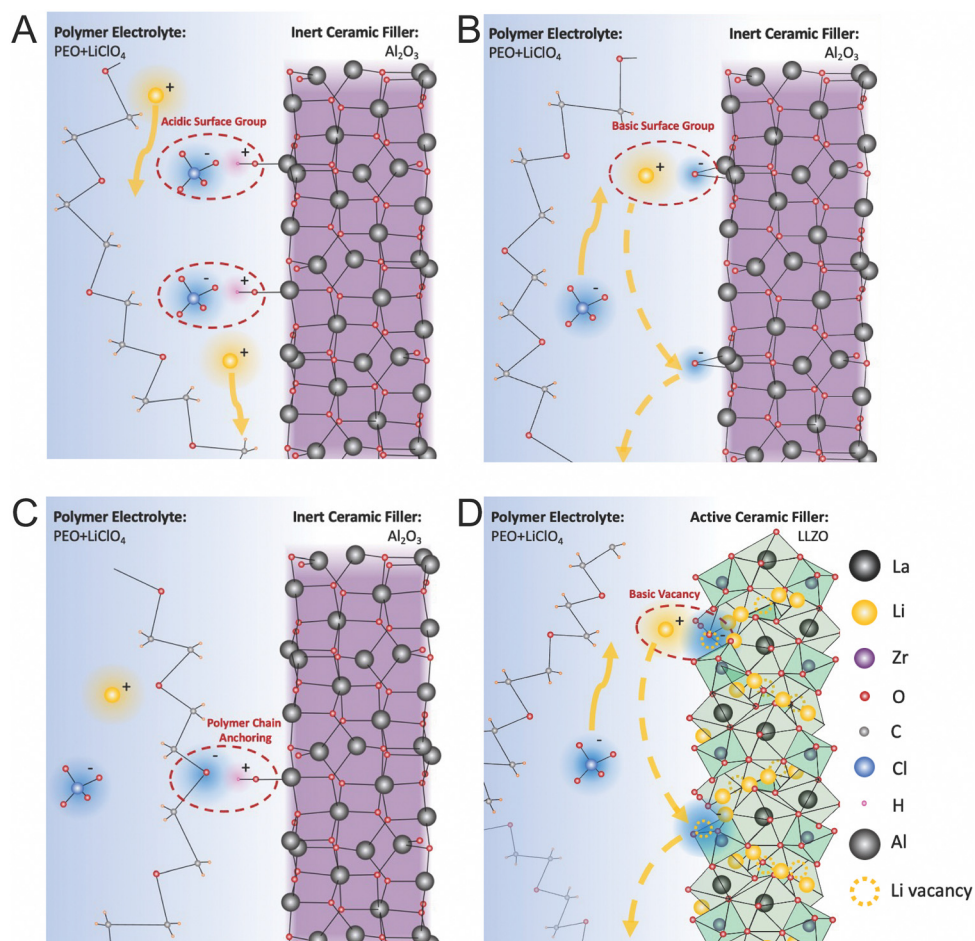 A
Polymer Electrolyte:
PEO+LiClO₄
Inert Ceramic Filler:
Al₂O₃
+
Acidic Surface Group
- +
- +
+
B
Polymer Electrolyte:
PEO+LiClO₄
Inert Ceramic Filler:
Al₂O₃
Basic Surface Group
+ -
-
-
C
Polymer Electrolyte:
PEO+LiClO₄
Inert Ceramic Filler:
Al₂O₃
+
Polymer Chain
Anchoring
- +
-
D
Polymer Electrolyte:
PEO+LiClO₄
Active Ceramic Filler:
LLZO
Basic Vacancy
+ -
-
La
Li
Zr
O
C
Cl
H
Al
Li vacancy